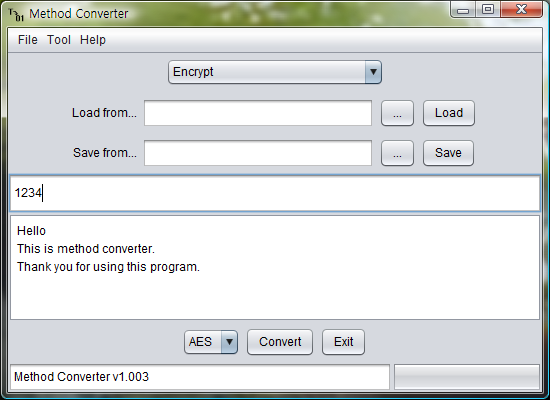 Method Converter
File Tool Help
Encrypt
Load from... ... Load
Save from... ... Save
1234
Hello
This is method converter.
Thank you for using this program.
AES Convert Exit
Method Converter v1.003